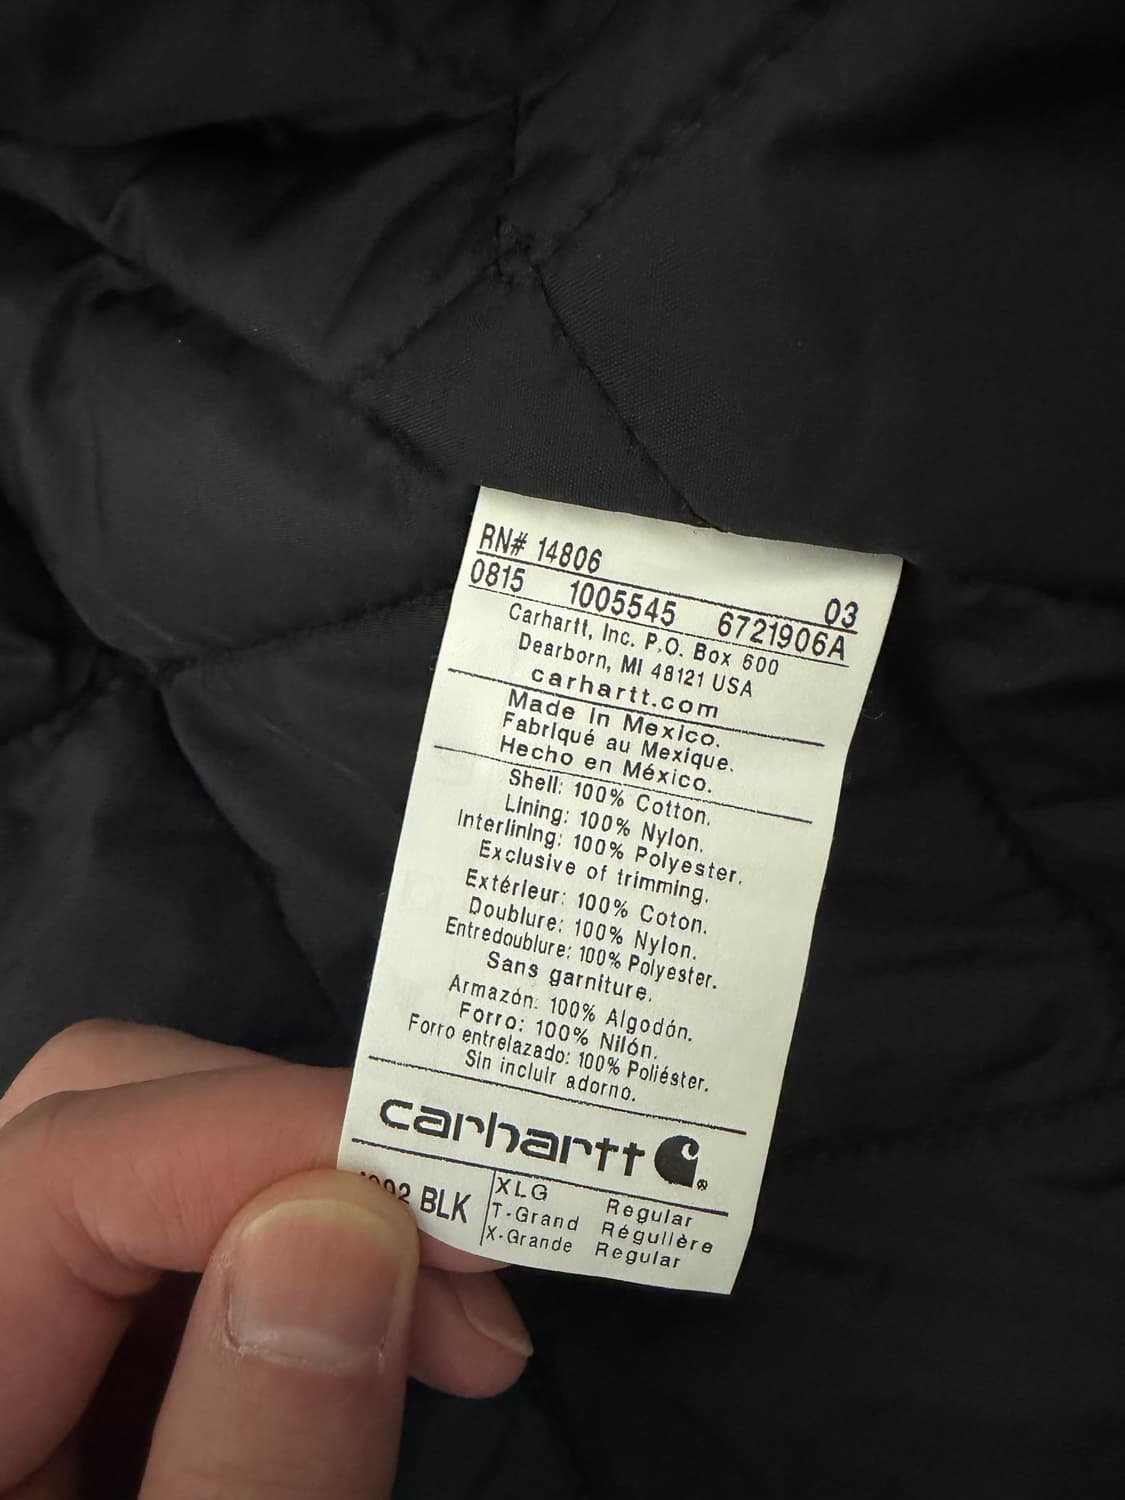 RN# 14806 03
0815 1005545 6721906A
Carhartt, Inc. P.O. Box 600
Dearborn, MI 48121 USA
carhartt.com
Made In Mexico.
Fabriqué au Mexique.
Hecho en México.
Shell: 100% Cotton.
Lining: 100% Nylon.
Interlining: 100% Polyester.
Exclusive of trimming.
Extérieur: 100% Coton.
Doublure: 100% Nylon.
Entredoublure: 100% Polyester.
Sans garniture.
Armazón: 100% Algodón.
Forro: 100% Nilón.
Forro entrelazado: 100% Poliéster.
Sin incluir adorno.
carhartt ®
BLK
XLG Regular
T-Grand Régulière
X-Grande Regular